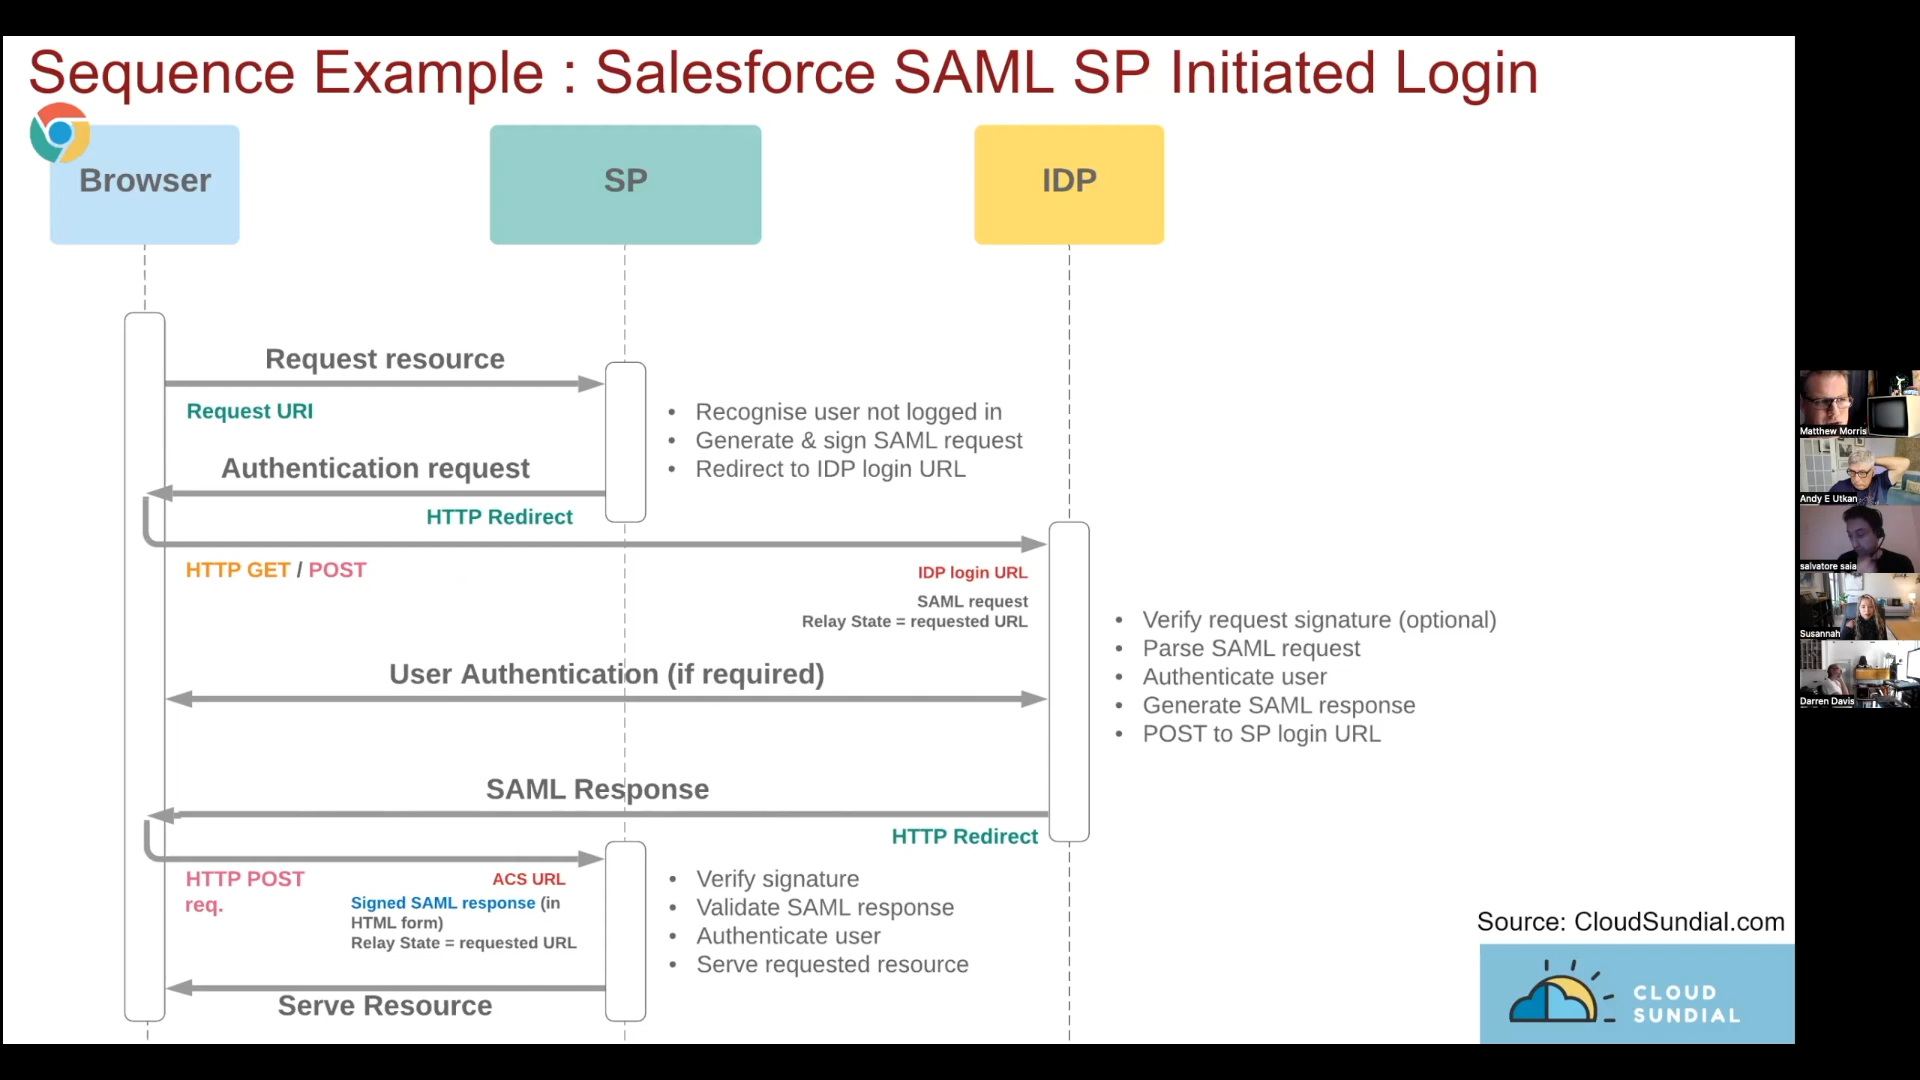 Sequence Example : Salesforce SAML SP Initiated Login
Browser
SP
IDP
Request resource
Request URI
• Recognise user not logged in
• Generate & sign SAML request
• Redirect to IDP login URL
Authentication request
HTTP Redirect
HTTP GET / POST
IDP login URL
SAML request
Relay State = requested URL
• Verify request signature (optional)
• Parse SAML request
• Authenticate user
• Generate SAML response
• POST to SP login URL
User Authentication (if required)
SAML Response
HTTP Redirect
HTTP POST
req.
ACS URL
Signed SAML response (in
HTML form)
Relay State = requested URL
• Verify signature
• Validate SAML response
• Authenticate user
• Serve requested resource
Serve Resource
Source: CloudSundial.com
CLOUD
SUNDIAL
Matthew Morris
Andy E Utkan
salvatore saia
Susannah
Darren Davis